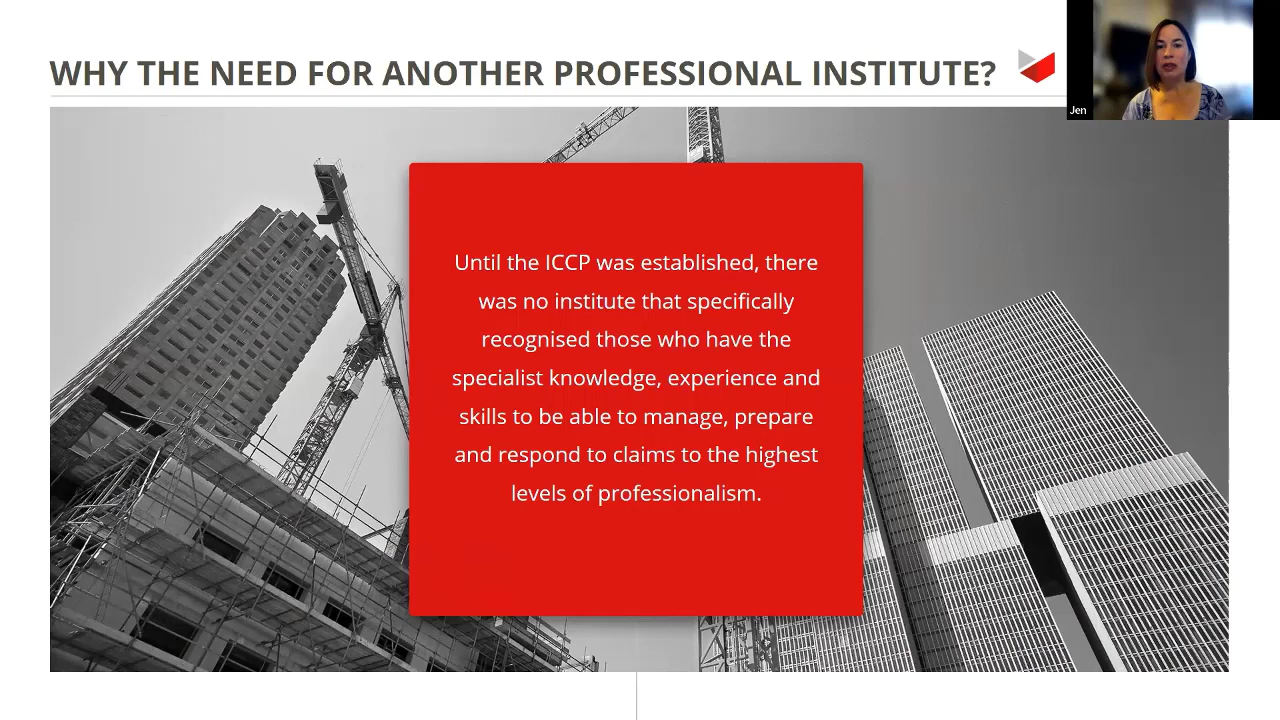 WHY THE NEED FOR ANOTHER PROFESSIONAL INSTITUTE?
Jen
Until the ICCP was established, there
was no institute that specifically
recognised those who have the
specialist knowledge, experience and
skills to be able to manage, prepare
and respond to claims to the highest
levels of professionalism.